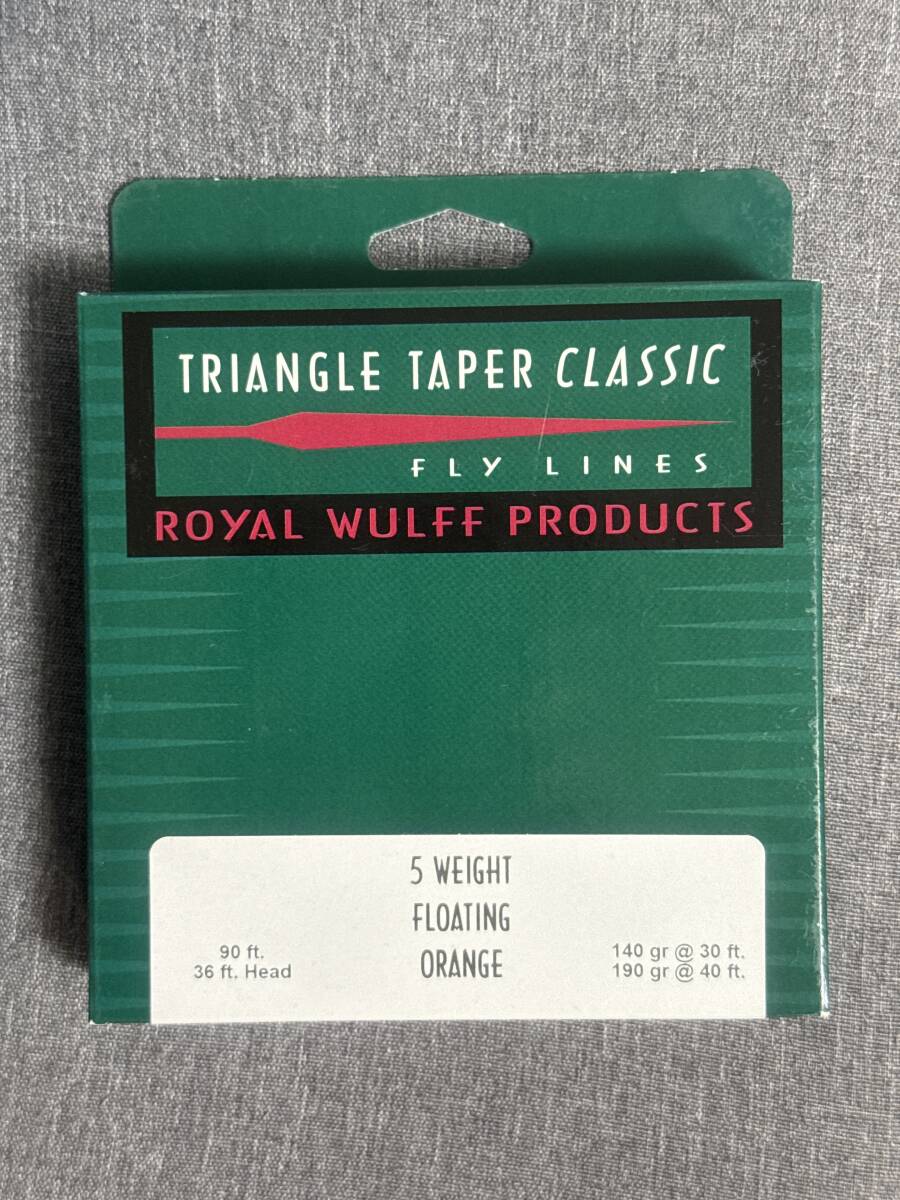 TRIANGLE TAPER CLASSIC
FLY LINES
ROYAL WULFF PRODUCTS
5 WEIGHT
FLOATING
ORANGE
90 ft.
36 ft. Head
140 gr @ 30 ft.
190 gr @ 40 ft.